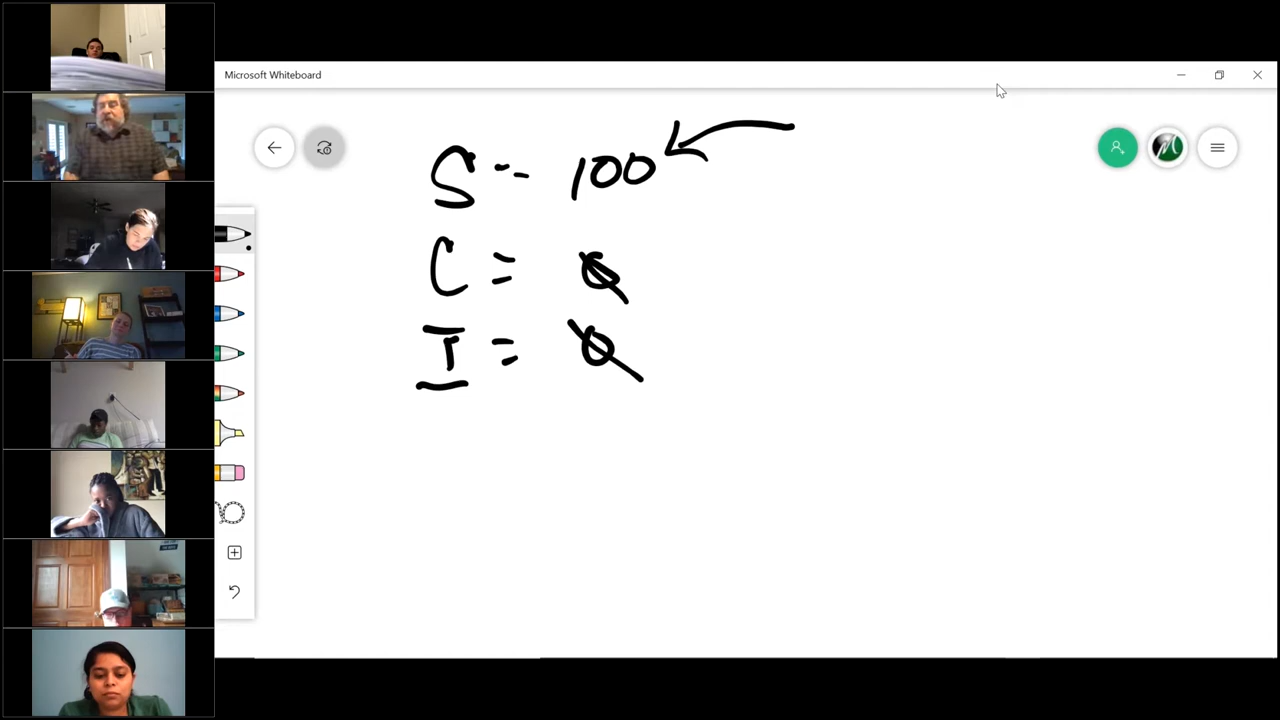 Microsoft Whiteboard
S = 100
C = 0
I = 0